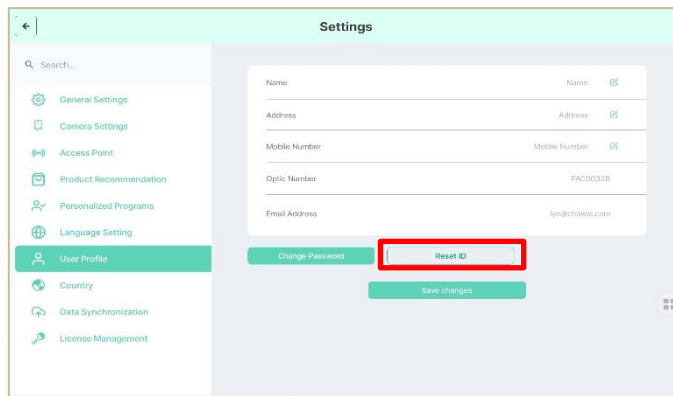 Settings
Search...
General Settings
Camera Settings
Access Point
Product Recommendation
Personalized Programs
Language Setting
User Profile
Country
Data Synchronization
License Management
Name Name
Address Address
Mobile Number Mobile Number
Optic Number FAC00328
Email Address lyn@chowis.com
Change Password Reset ID
Save changes